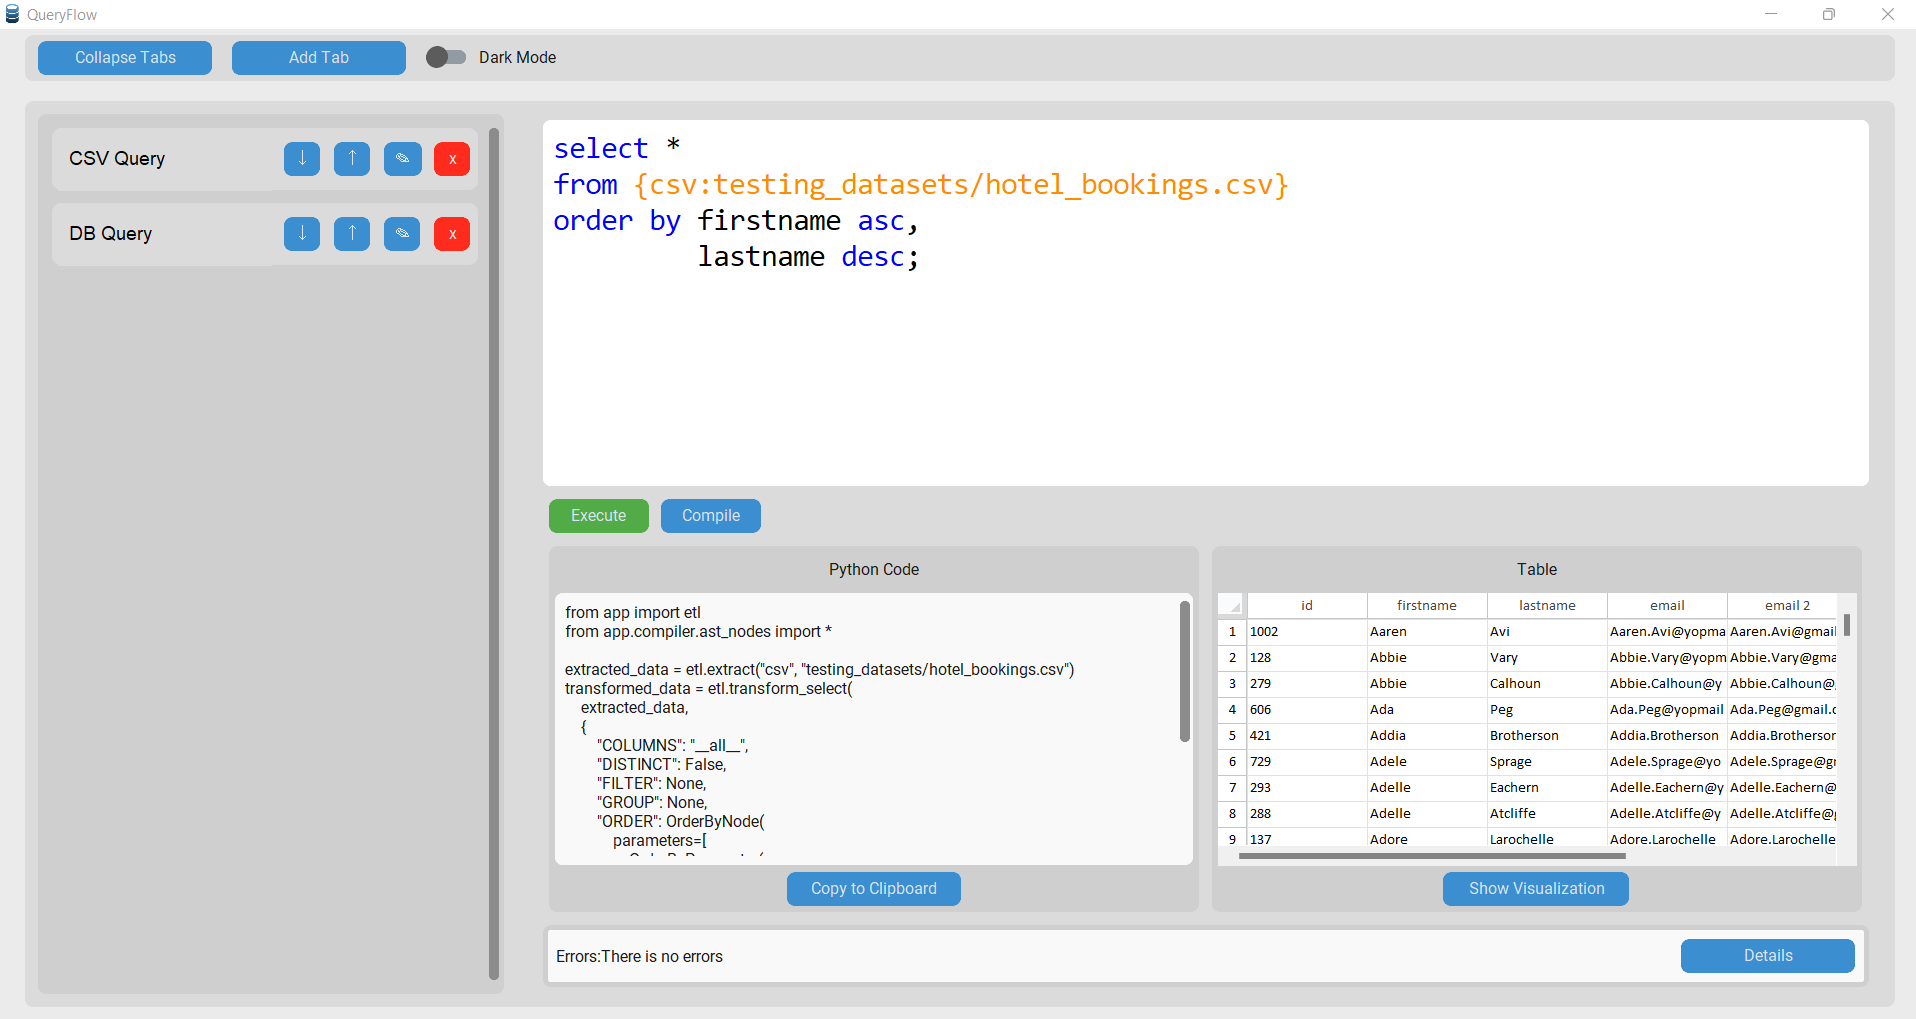 QueryFlow
Collapse Tabs
Add Tab
Dark Mode
CSV Query
↓ ↑ ✎ x
DB Query
↓ ↑ ✎ x
select *
from {csv:testing_datasets/hotel_bookings.csv}
order by firstname asc,
lastname desc;
Execute
Compile
Python Code
from app import etl
from app.compiler.ast_nodes import *
extracted_data = etl.extract("csv", "testing_datasets/hotel_bookings.csv")
transformed_data = etl.transform_select(
extracted_data,
{
"COLUMNS": "__all__",
"DISTINCT": False,
"FILTER": None,
"GROUP": None,
"ORDER": OrderByNode(
parameters=[
Copy to Clipboard
Table
id firstname lastname email email 2
1 1002 Aaren Avi Aaren.Avi@yopma Aaren.Avi@gmail
2 128 Abbie Vary Abbie.Vary@yopm Abbie.Vary@gma
3 279 Abbie Calhoun Abbie.Calhoun@y Abbie.Calhoun@
4 606 Ada Peg Ada.Peg@yopmail Ada.Peg@gmail.c
5 421 Addia Brotherson Addia.Brotherson Addia.Brotherson
6 729 Adele Sprage Adele.Sprage@yo Adele.Sprage@g
7 293 Adelle Eachern Adelle.Eachern@y Adelle.Eachern@
8 288 Adelle Atcliffe Adelle.Atcliffe@y Adelle.Atcliffe@g
9 137 Adore Larochelle Adore.Larochelle Adore.Larochelle
Show Visualization
Errors:There is no errors
Details